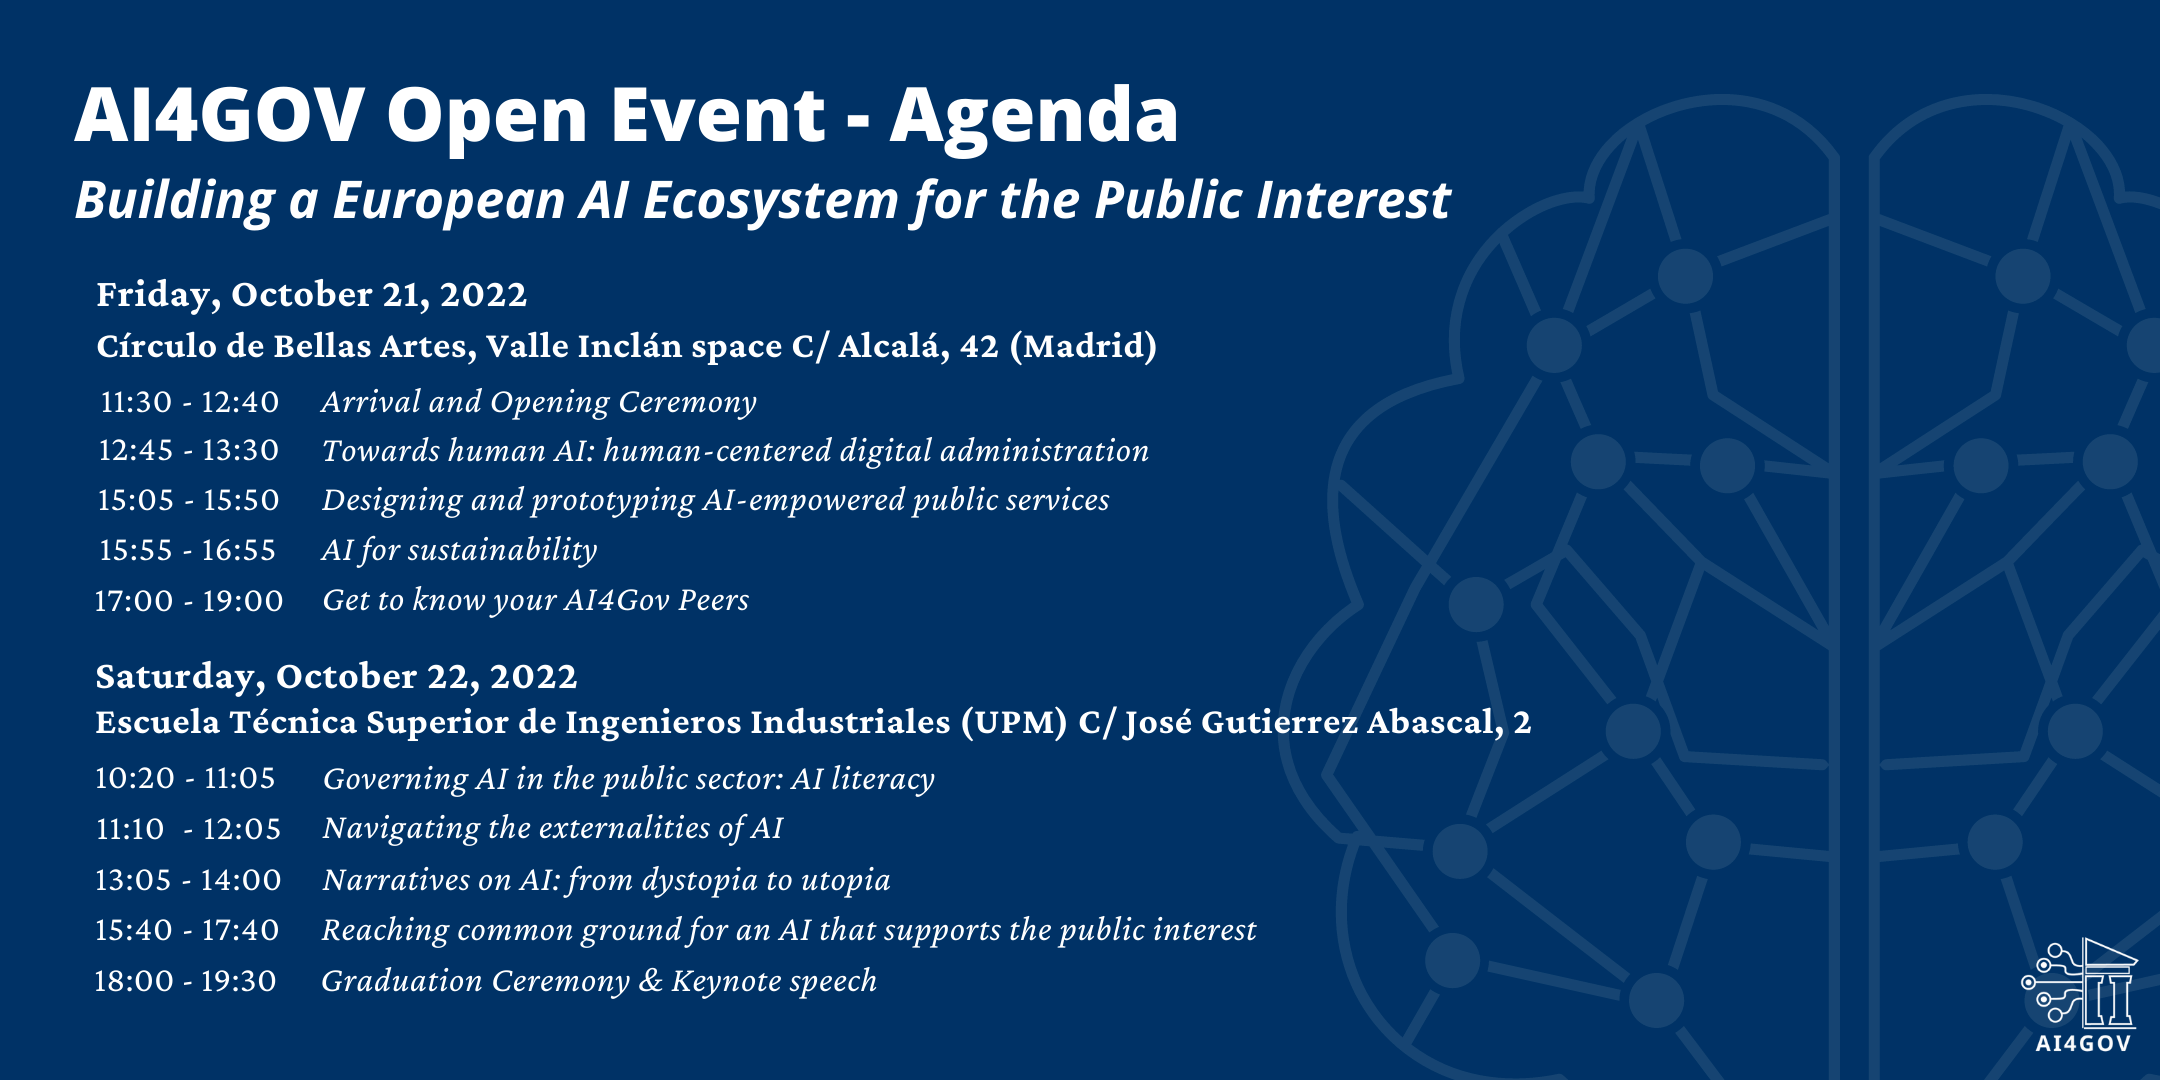 AI4GOV Open Event - Agenda
Building a European AI Ecosystem for the Public Interest
Friday, October 21, 2022
Círculo de Bellas Artes, Valle Inclán space C/ Alcalá, 42 (Madrid)
11:30 - 12:40 Arrival and Opening Ceremony
12:45 - 13:30 Towards human AI: human-centered digital administration
15:05 - 15:50 Designing and prototyping AI-empowered public services
15:55 - 16:55 AI for sustainability
17:00 - 19:00 Get to know your AI4Gov Peers
Saturday, October 22, 2022
Escuela Técnica Superior de Ingenieros Industriales (UPM) C/ José Gutierrez Abascal, 2
10:20 - 11:05 Governing AI in the public sector: AI literacy
11:10 - 12:05 Navigating the externalities of AI
13:05 - 14:00 Narratives on AI: from dystopia to utopia
15:40 - 17:40 Reaching common ground for an AI that supports the public interest
18:00 - 19:30 Graduation Ceremony & Keynote speech
AI4GOV